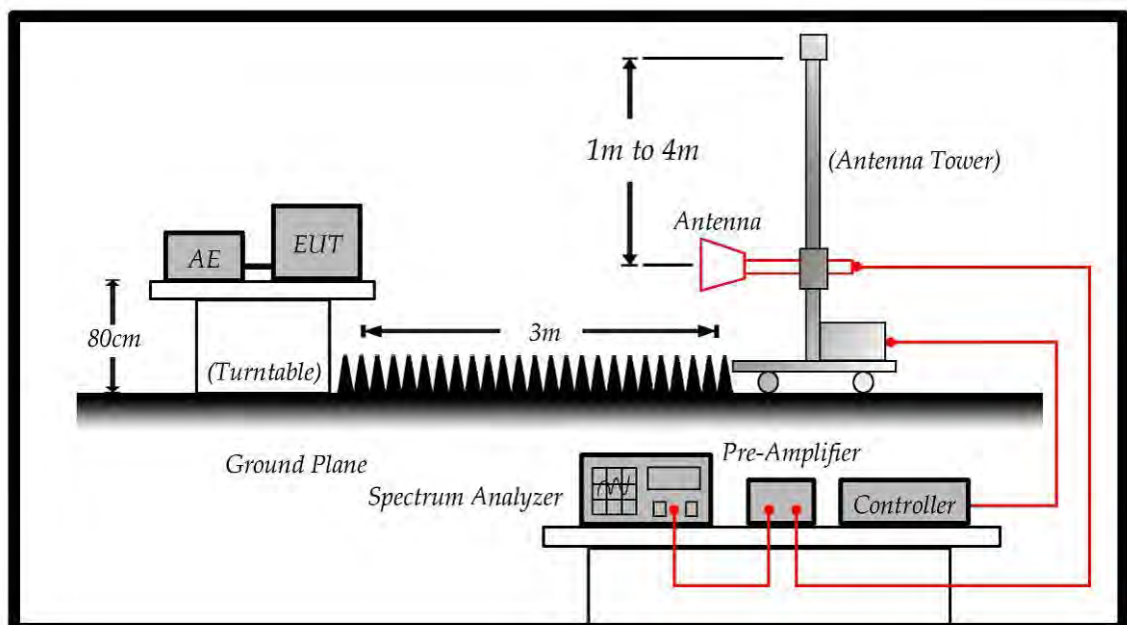 1m to 4m
(Antenna Tower)
Antenna
AE
EUT
80cm
3m
(Turntable)
Ground Plane
Pre-Amplifier
Spectrum Analyzer
Controller